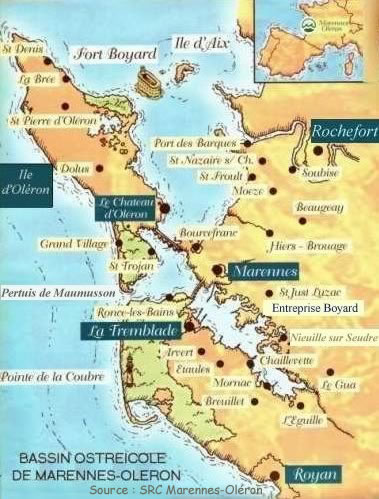 Marennes
Oléron
Fort Boyard
Ile d'Aix
St Denis
La Brée
St Pierre d'Oléron
Dolus
Ile
d'Oléron
Le Chateau
d'Oleron
Grand Village
St Trojan
Port des Barques
St Nazaire s/ Ch.
St Froult
Moeze
Rochefort
Soubise
Beaugeay
Bourcefranc
Hiers - Brouage
Marennes
St Just Luzac
Entreprise Boyard
Pertuis de Maumusson
Ronce-les-Bains
La Tremblade
Nieuille sur Seudre
Arvert
Etaules
Chaillevette
Mornac
Le Gua
Pointe de la Coubre
Breuillet
L'Eguille
Royan
BASSIN OSTREÏCOLE
DE MARENNES-OLERON
Source : SRC Marennes-Oléron